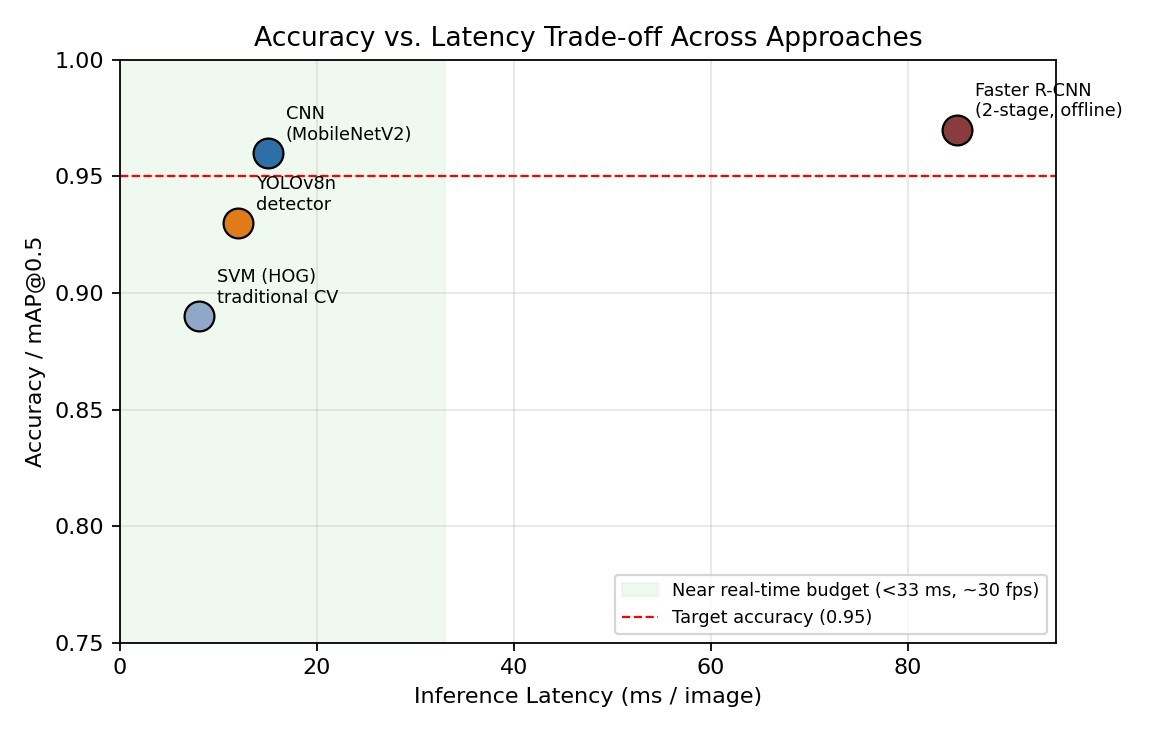 Accuracy vs. Latency Trade-off Across Approaches
1.00
0.95
0.90
0.85
0.80
0.75
Accuracy / mAP@0.5
CNN
(MobileNetV2)
YOLOv8n
detector
SVM (HOG)
traditional CV
Faster R-CNN
(2-stage, offline)
Near real-time budget (<33 ms, ~30 fps)
Target accuracy (0.95)
0
20
40
60
80
Inference Latency (ms / image)